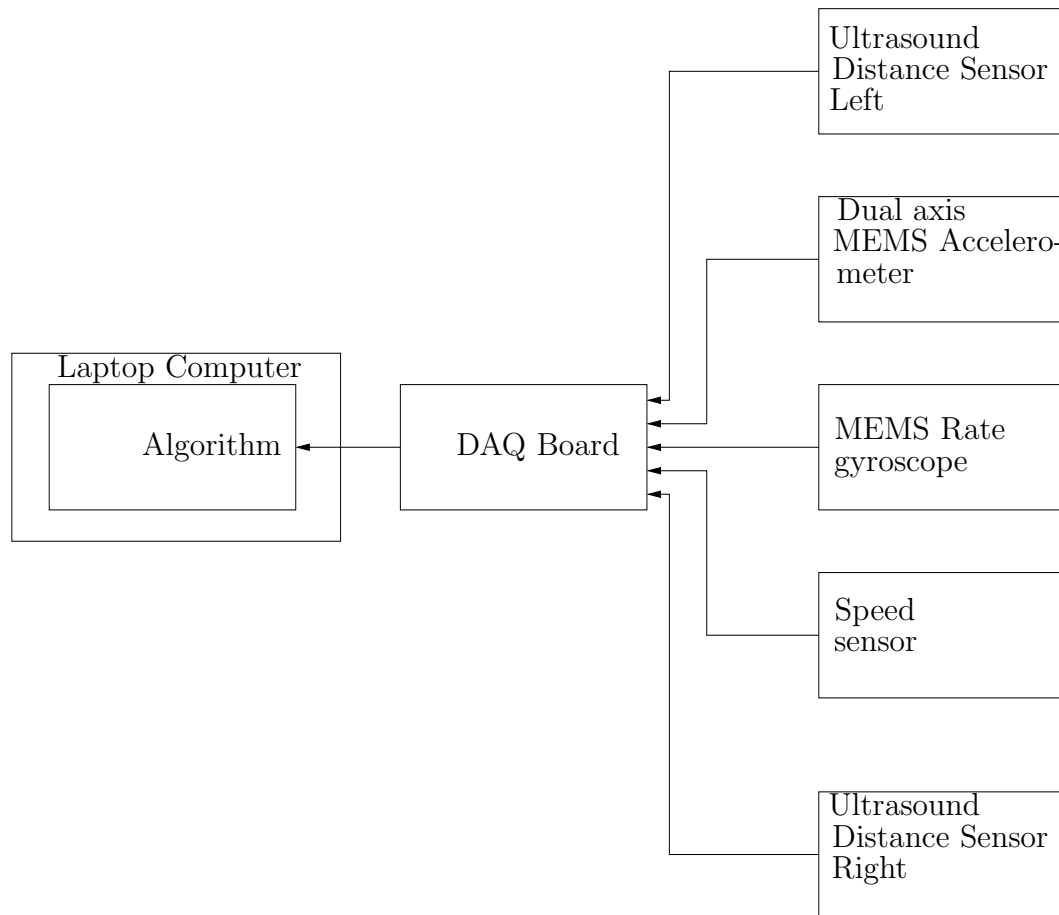 Ultrasound
Distance Sensor
Left
Dual axis
MEMS Accelero-
meter
Laptop Computer
Algorithm
DAQ Board
MEMS Rate
gyroscope
Speed
sensor
Ultrasound
Distance Sensor
Right